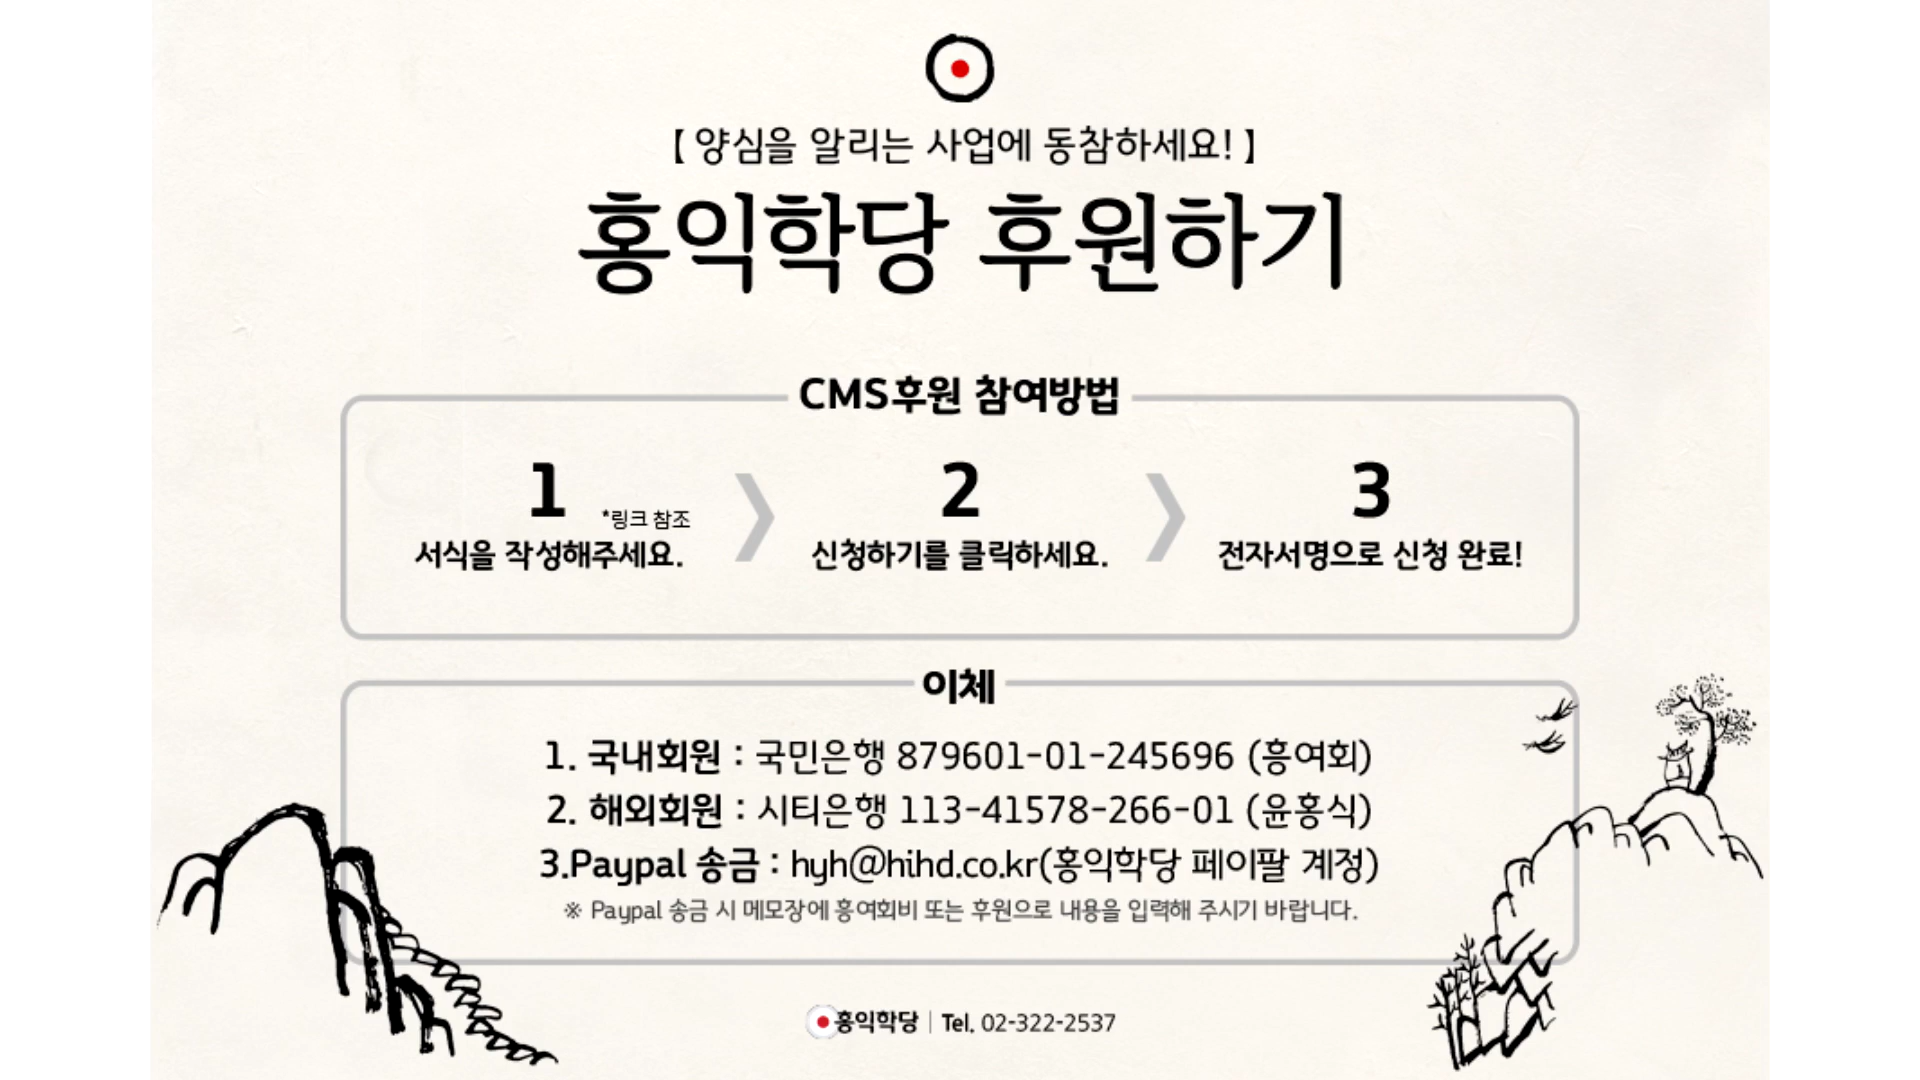 【 양심을 알리는 사업에 동참하세요! 】
홍익학당 후원하기
CMS후원 참여방법
1 *링크 참조
서식을 작성해주세요.
2
신청하기를 클릭하세요.
3
전자서명으로 신청 완료!
이체
1. 국내회원 : 국민은행 879601-01-245696 (흥여회)
2. 해외회원 : 시티은행 113-41578-266-01 (윤홍식)
3.Paypal 송금 : hyh@hihd.co.kr(홍익학당 페이팔 계정)
※ Paypal 송금 시 메모장에 흥여회비 또는 후원으로 내용을 입력해 주시기 바랍니다.
홍익학당 | Tel. 02-322-2537